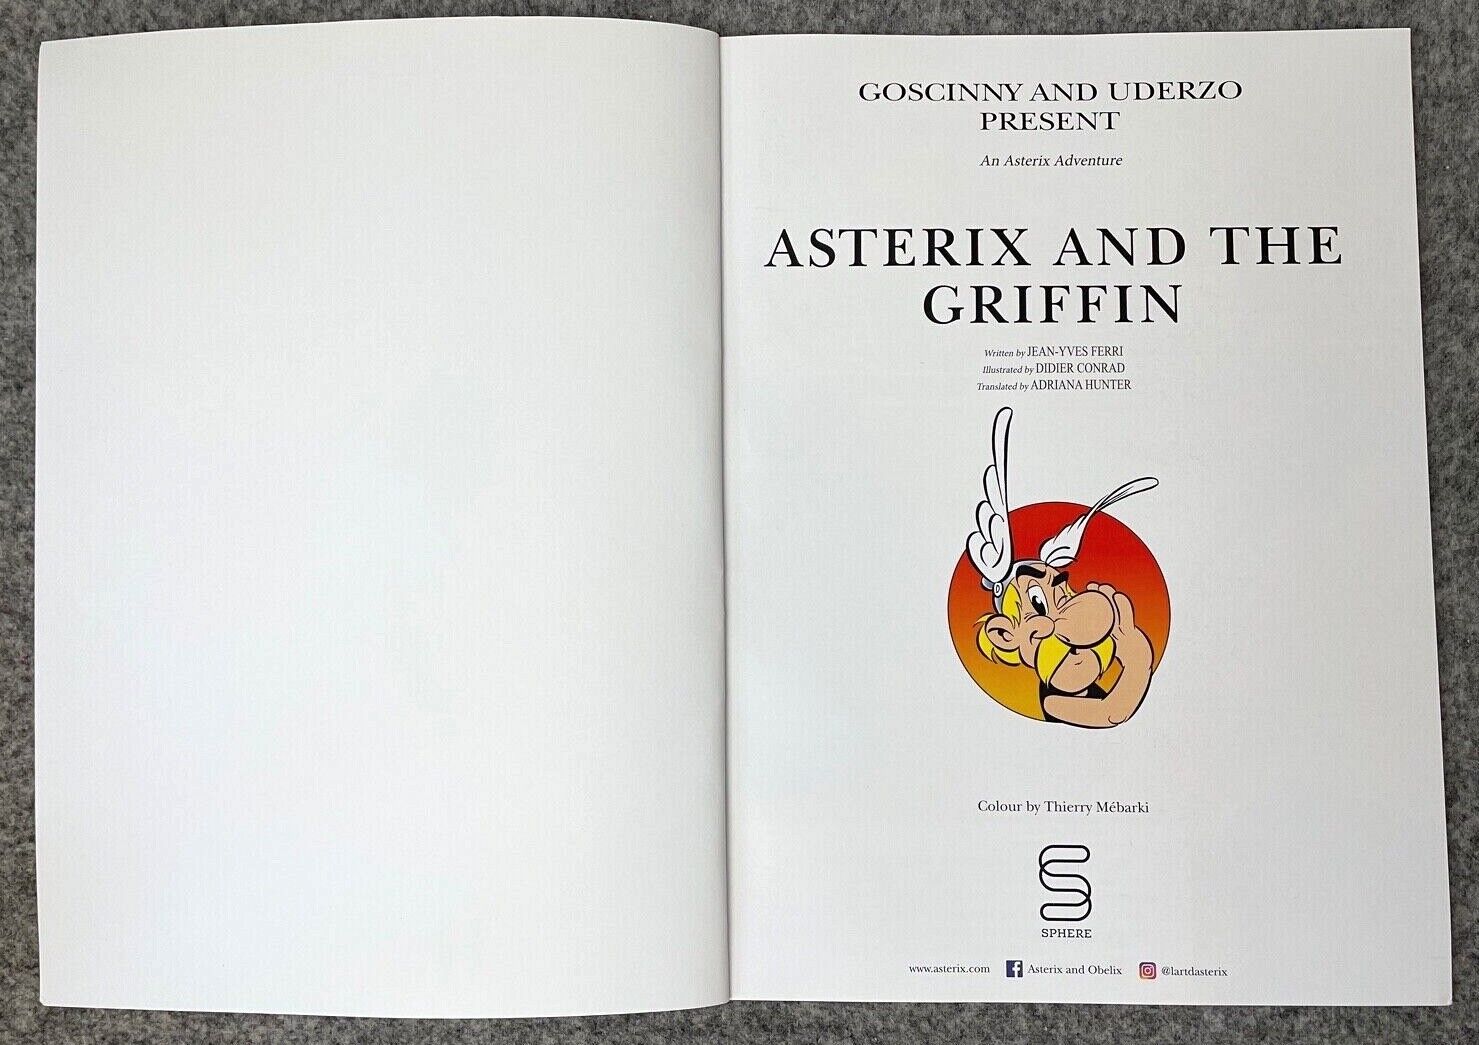 GOSCINNY AND UDERZO
PRESENT
An Asterix Adventure
ASTERIX AND THE
GRIFFIN
Written by JEAN-YVES FERRI
Illustrated by DIDIER CONRAD
Translated by ADRIANA HUNTER
Colour by Thierry Mébarki
SPHERE
www.asterix.com Asterix and Obelix @lartdasterix